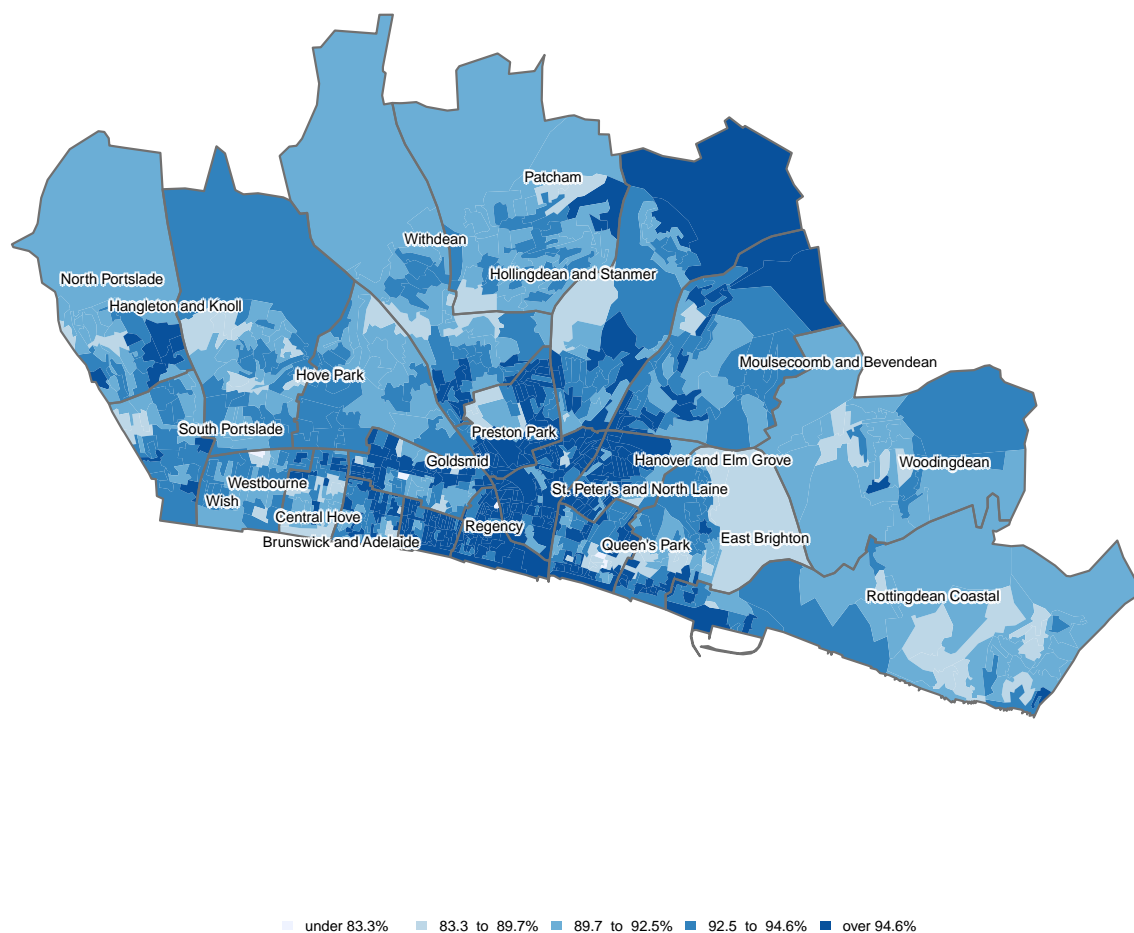 Patcham
Withdean
Hollingdean and Stanmer
North Portslade
Hangleton and Knoll
Moulsecoomb and Bevendean
Hove Park
South Portslade
Preston Park
Goldsmid
Hanover and Elm Grove
Woodingdean
Westbourne
St. Peter's and North Laine
Wish
Central Hove
Regency
Brunswick and Adelaide
Queen's Park
East Brighton
Rottingdean Coastal
under 83.3% 83.3 to 89.7% 89.7 to 92.5% 92.5 to 94.6% over 94.6%